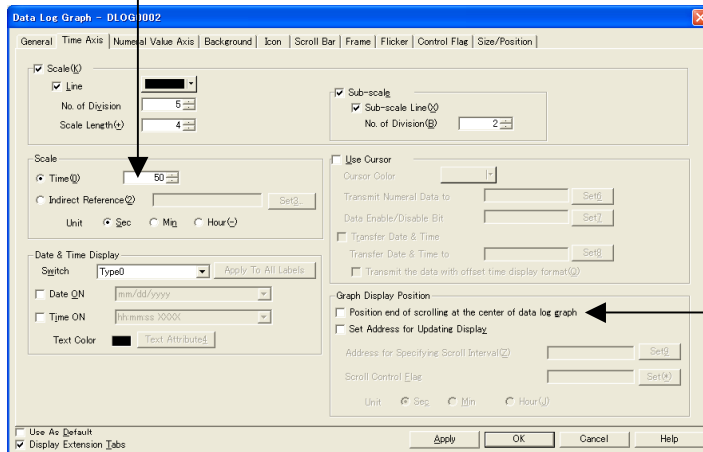 Data Log Graph - DLOG0002
General Time Axis Numeral Value Axis Background Icon Scroll Bar Frame Flicker Control Flag Size/Position
Scale(K)
Line
No. of Division 5
Scale Length(+) 4
Sub-scale
Sub-scale Line(X)
No. of Division(B) 2
Scale
Time(0) 50
Indirect Reference(2) Set3..
Unit Sec Min Hour(-)
Date & Time Display
Switch Type0 Apply To All Labels
Date ON mm/dd/yyyy
Time ON hh:mm:ss XXXX
Text Color Text Attribute4
Use Cursor
Cursor Color
Transmit Numeral Data to Set6
Data Enable/Disable Bit Set7
Transfer Date & Time
Transfer Date & Time to Set8
Transmit the data with offset time display format(Q)
Graph Display Position
Position end of scrolling at the center of data log graph
Set Address for Updating Display
Address for Specifying Scroll Interval(Z) Set9
Scroll Control Flag Set(*)
Unit Sec Min Hour(J)
Use As Default
Display Extension Tabs
Apply OK Cancel Help